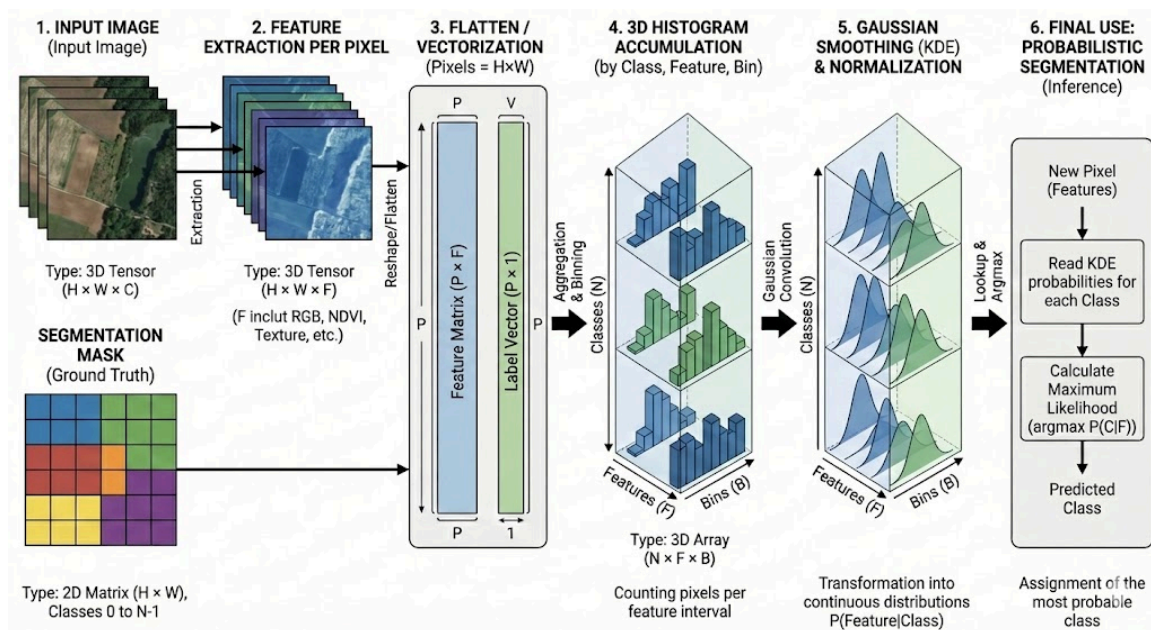 1. INPUT IMAGE
(Input Image)
Extraction
Type: 3D Tensor
(H × W × C)
SEGMENTATION
MASK
(Ground Truth)
Type: 2D Matrix (H × W),
Classes 0 to N-1
2. FEATURE
EXTRACTION PER PIXEL
Type: 3D Tensor
(H × W × F)
(F inclut RGB, NDVI,
Texture, etc.)
Reshape/Flatten
3. FLATTEN /
VECTORIZATION
(Pixels = H×W)
P
V
P
Feature Matrix (P × F)
Label Vector (P × 1)
P
P
1
Aggregation
& Binning
4. 3D HISTOGRAM
ACCUMULATION
(by Class, Feature, Bin)
Classes (N)
Features (F)
Bins (B)
Type: 3D Array
(N × F × B)
Counting pixels per
feature interval
Gaussian
Convolution
5. GAUSSIAN
SMOOTHING (KDE)
& NORMALIZATION
Classes (N)
Features (F)
Bins (B)
Transformation into
continuous distributions
P(Feature|Class)
Lookup &
Argmax
6. FINAL USE:
PROBABILISTIC
SEGMENTATION
(Inference)
New Pixel
(Features)
Read KDE
probabilities for
each Class
Calculate
Maximum
Likelihood
(argmax P(C|F))
Predicted
Class
Assignment of the
most probable
class